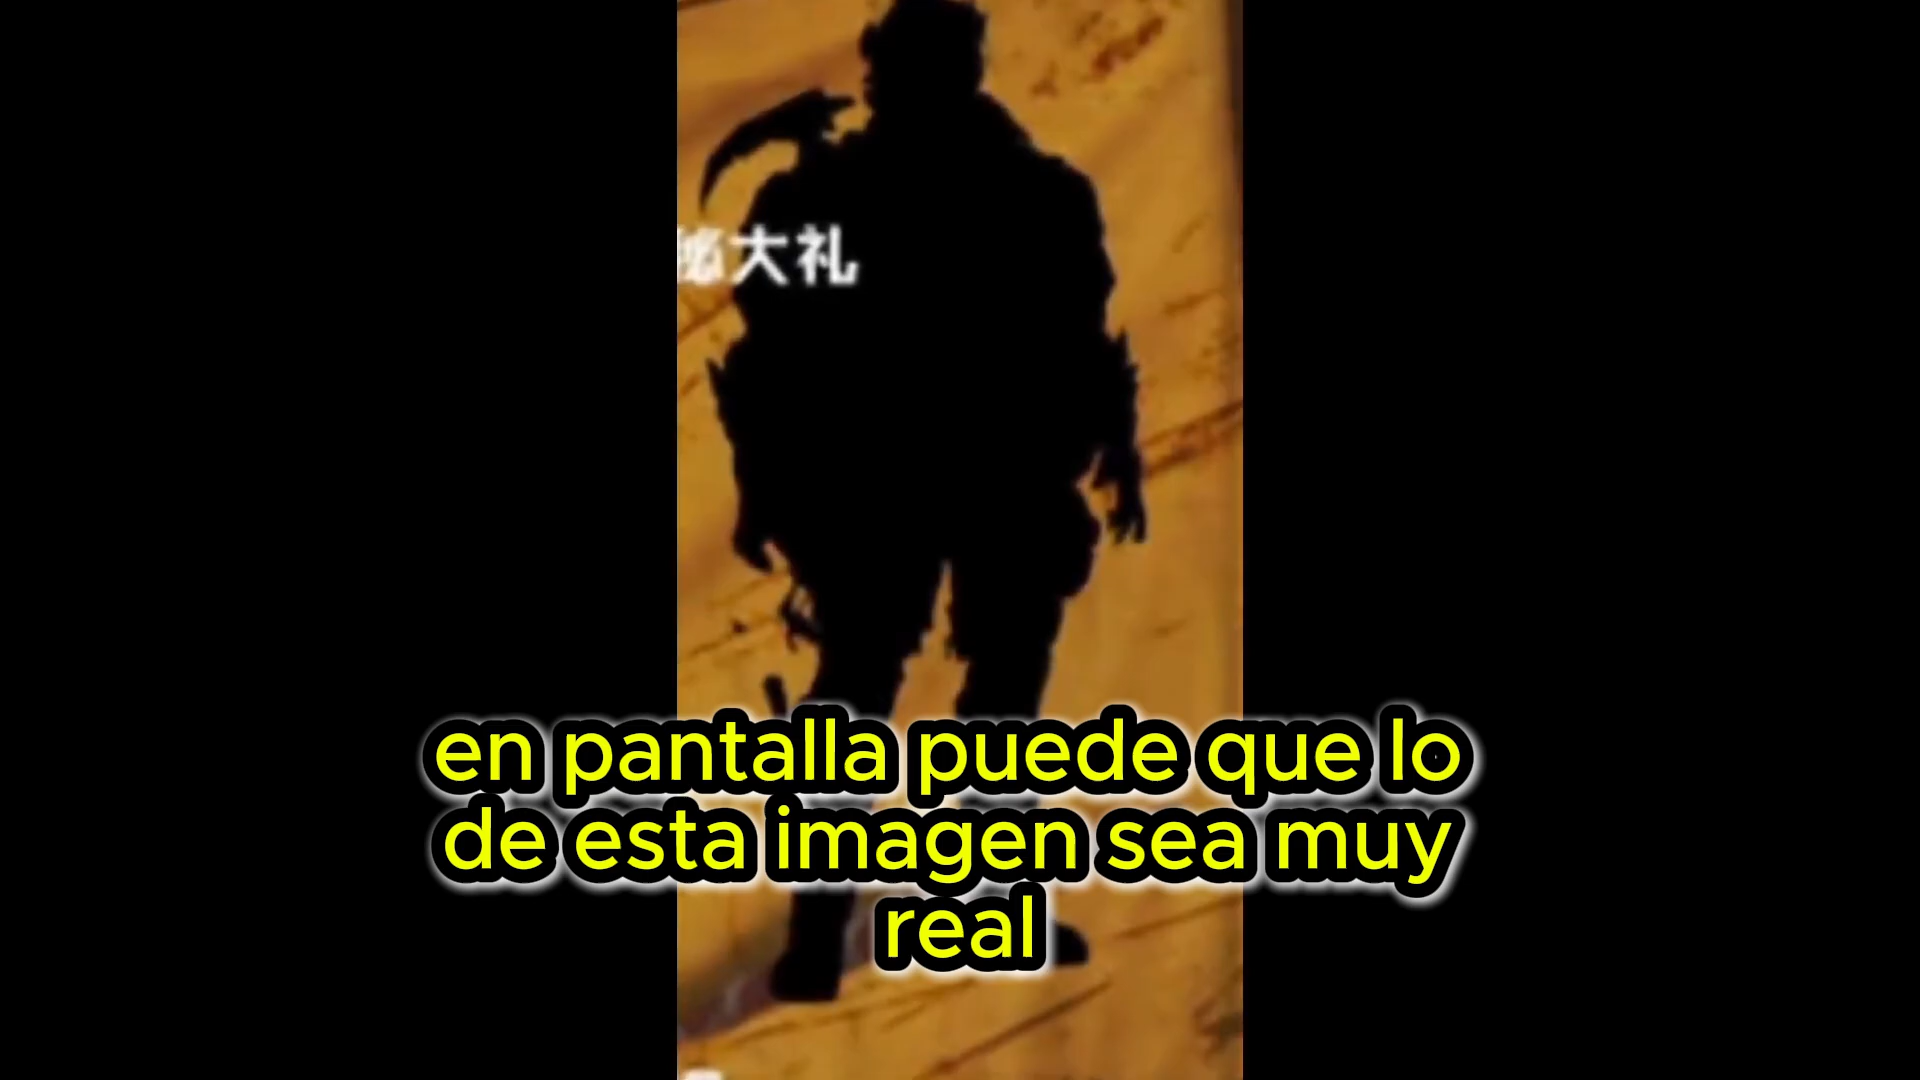 大礼
en pantalla puede que lo
de esta imagen sea muy
real